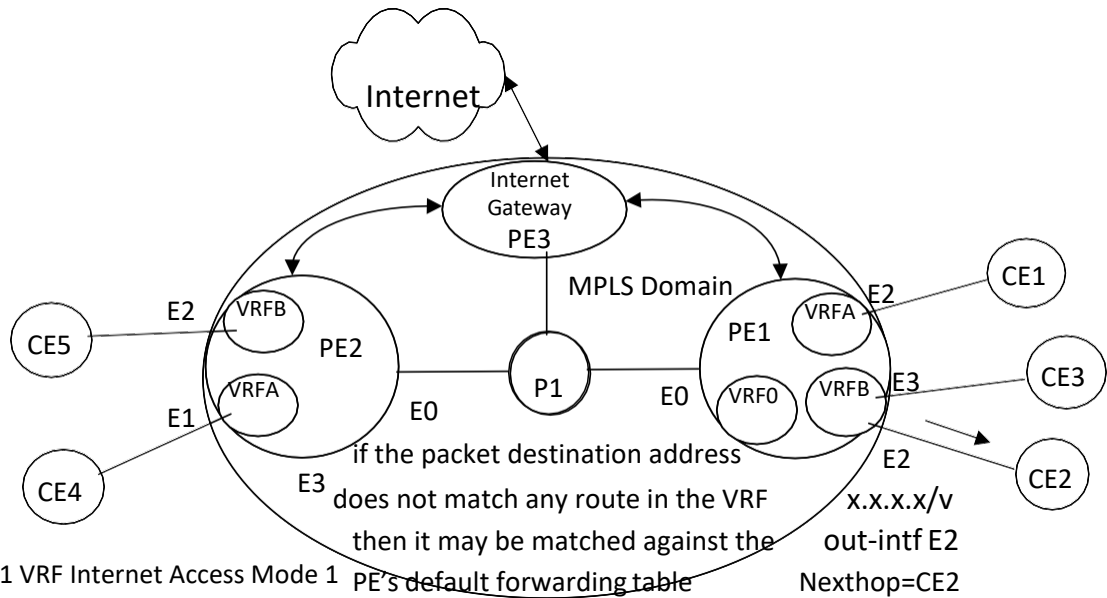 Internet
Internet
Gateway
PE3
MPLS Domain
CE1
E2
VRFA
PE1
E2
VRFB
PE2
CE5
P1
VRFA
E1
E0
E0
VRF0
VRFB
E3
CE3
CE4
E3
E2
CE2
if the packet destination address
does not match any route in the VRF
then it may be matched against the
PE's default forwarding table
x.x.x.x/v
out-intf E2
Nexthop=CE2
1 VRF Internet Access Mode 1